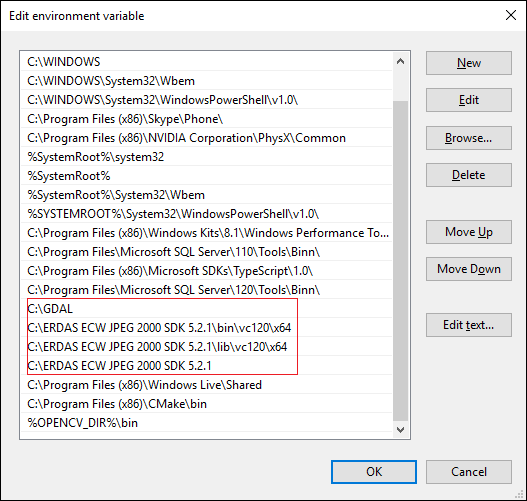 Edit environment variable
C:\WINDOWS
C:\WINDOWS\System32\Wbem
C:\WINDOWS\System32\WindowsPowerShell\v1.0\
C:\Program Files (x86)\Skype\Phone\
C:\Program Files (x86)\NVIDIA Corporation\PhysX\Common
%SystemRoot%\system32
%SystemRoot%
%SystemRoot%\System32\Wbem
%SYSTEMROOT%\System32\WindowsPowerShell\v1.0\
C:\Program Files (x86)\Windows Kits\8.1\Windows Performance To...
C:\Program Files\Microsoft SQL Server\110\Tools\Binn\
C:\Program Files (x86)\Microsoft SDKs\TypeScript\1.0\
C:\Program Files\Microsoft SQL Server\120\Tools\Binn\
C:\GDAL
C:\ERDAS ECW JPEG 2000 SDK 5.2.1\bin\vc120\x64
C:\ERDAS ECW JPEG 2000 SDK 5.2.1\lib\vc120\x64
C:\ERDAS ECW JPEG 2000 SDK 5.2.1
C:\Program Files (x86)\Windows Live\Shared
C:\Program Files (x86)\CMake\bin
%OPENCV_DIR%\bin
New
Edit
Browse...
Delete
Move Up
Move Down
Edit text...
OK
Cancel